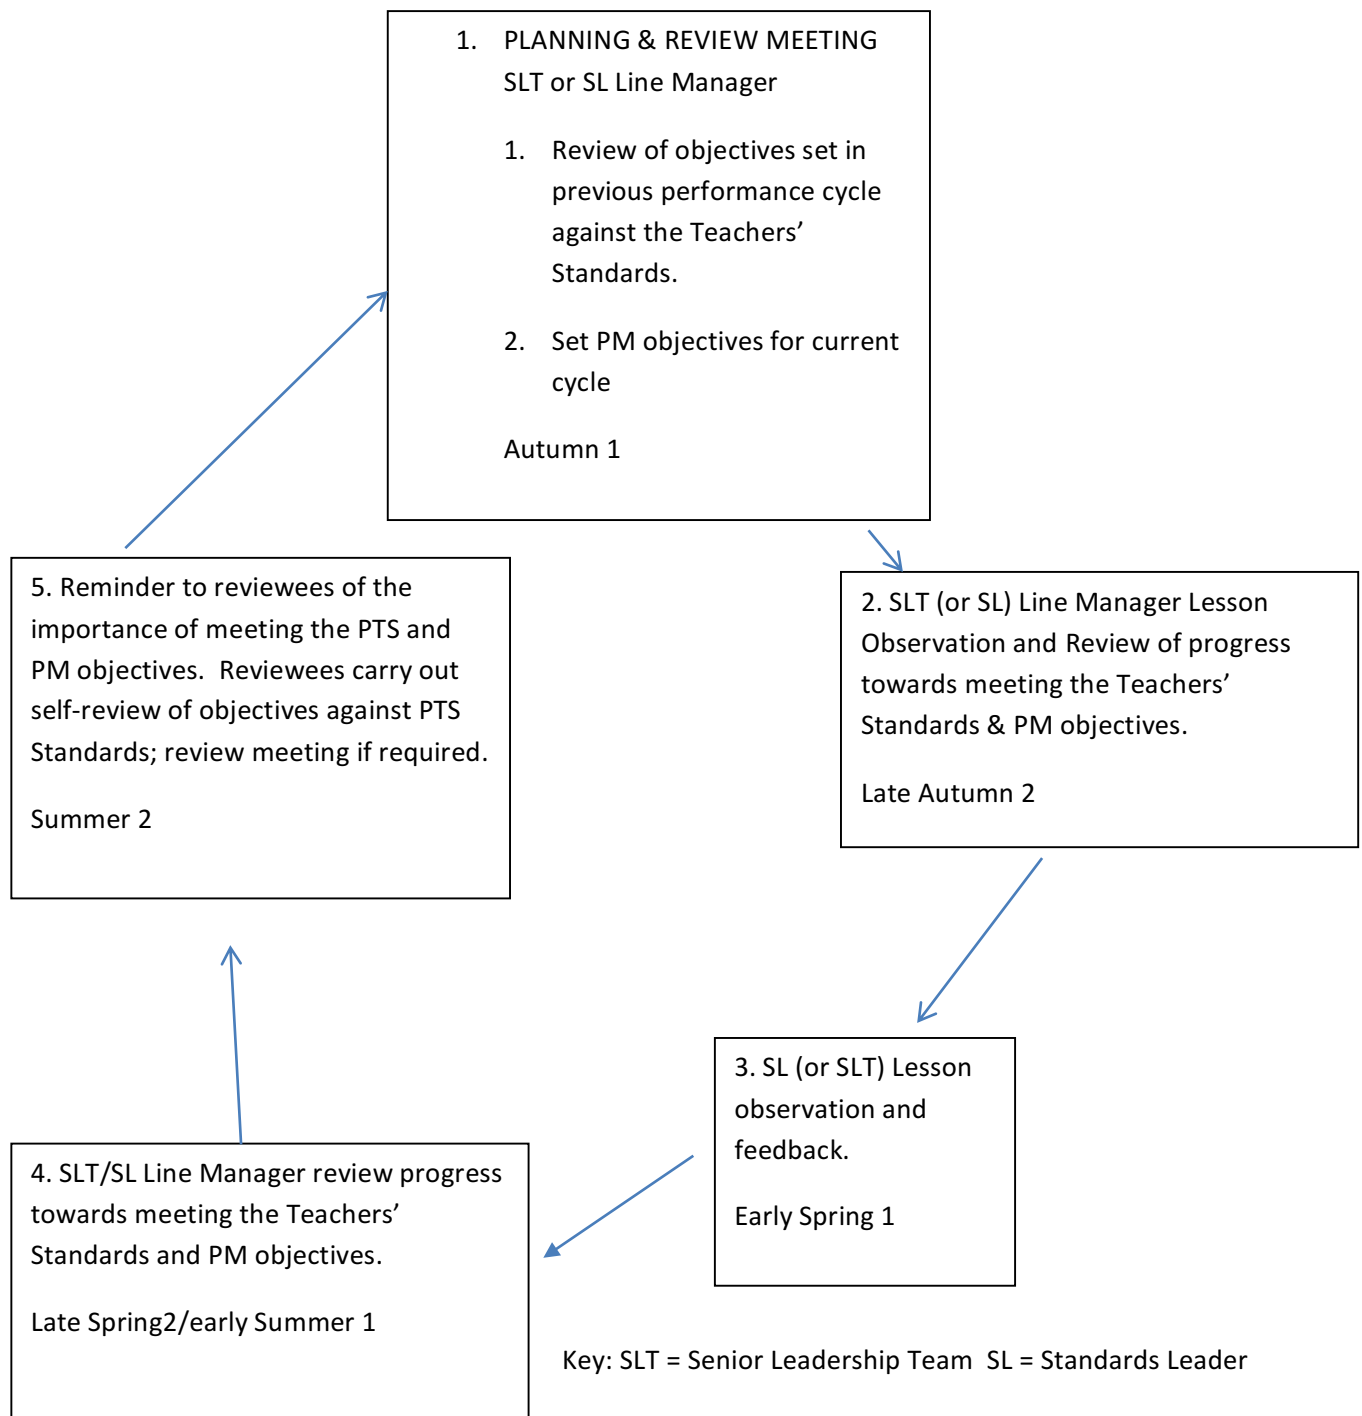 1. PLANNING & REVIEW MEETING
SLT or SL Line Manager
1. Review of objectives set in
previous performance cycle
against the Teachers’
Standards.
2. Set PM objectives for current
cycle
Autumn 1
2. SLT (or SL) Line Manager Lesson
Observation and Review of progress
towards meeting the Teachers’
Standards & PM objectives.
Late Autumn 2
3. SL (or SLT) Lesson
observation and
feedback.
Early Spring 1
4. SLT/SL Line Manager review progress
towards meeting the Teachers’
Standards and PM objectives.
Late Spring2/early Summer 1
5. Reminder to reviewees of the
importance of meeting the PTS and
PM objectives.  Reviewees carry out
self-review of objectives against PTS
Standards; review meeting if required.
Summer 2
Key: SLT = Senior Leadership Team  SL = Standards Leader